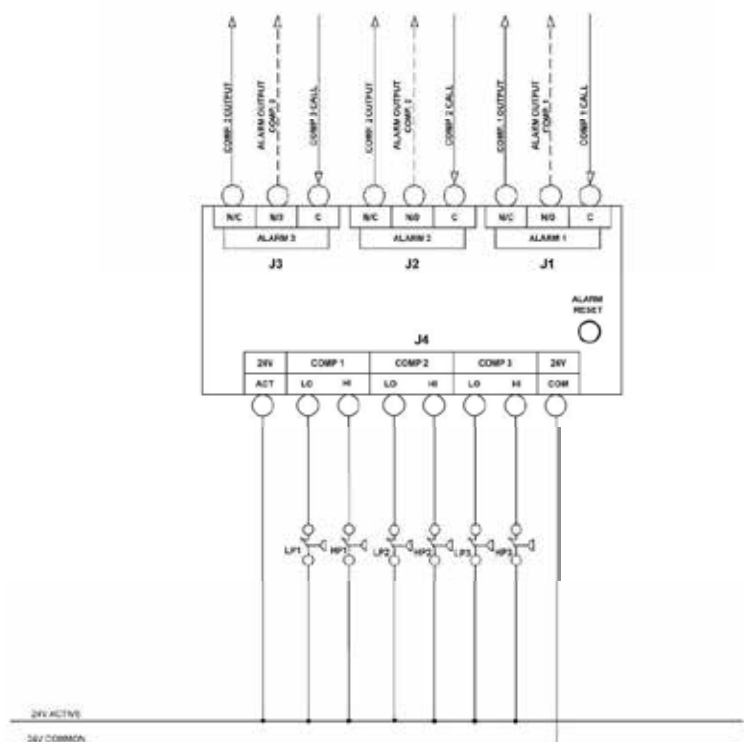 COMP. 3 OUTPUT
ALARM OUTPUT
COMP. 3
COMP 3 CALL
COMP. 2 OUTPUT
ALARM OUTPUT
COMP. 2
COMP 2 CALL
COMP. 1 OUTPUT
ALARM OUTPUT
COMP. 1
COMP 1 CALL
N/C N/O C
N/C N/O C
N/C N/O C
ALARM 3
ALARM 2
ALARM 1
J3
J2
J1
ALARM
RESET
J4
24V COMP 1 COMP 2 COMP 3 24V
ACT LO HI LO HI LO HI COM
LP1 HP1 LP2 HP2 LP3 HP3
24V ACTIVE
24V COMMON